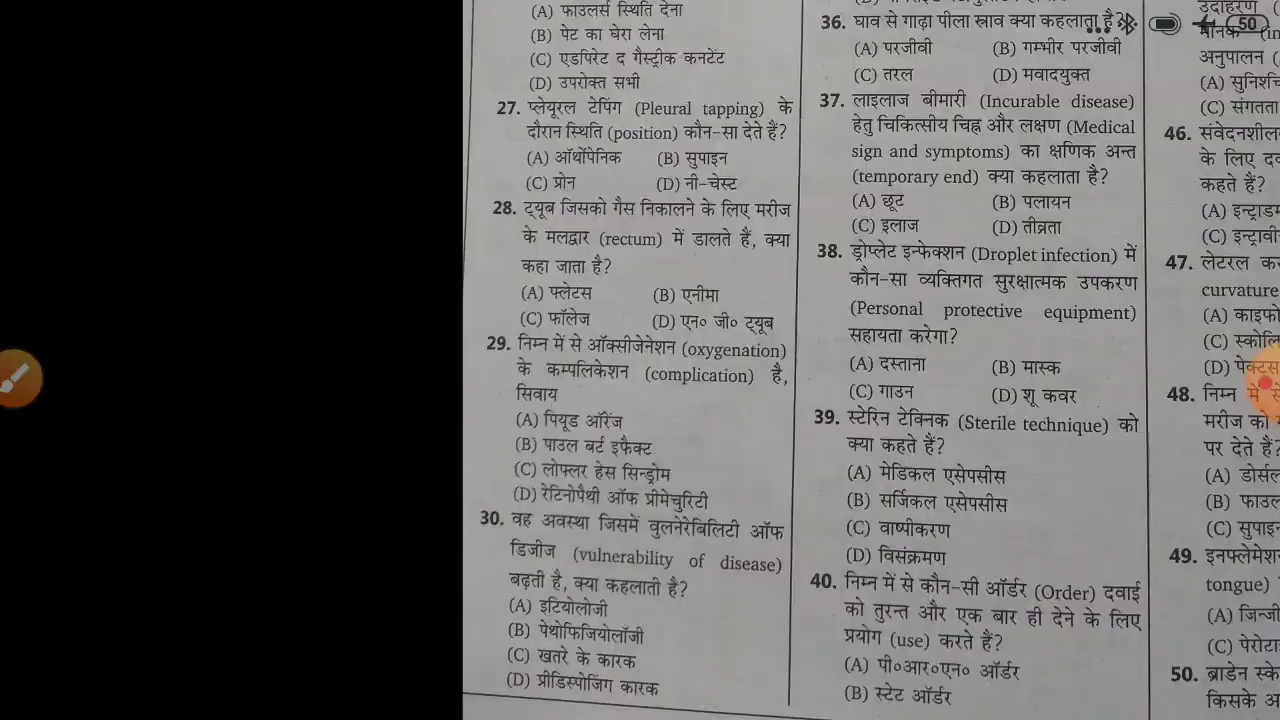 (A) फाउलर्स स्थिति देना
(B) पेट का घेरा लेना
(C) एडपिरेट द गैस्ट्रीक कनटेंट
(D) उपरोक्त सभी
27. प्लेयूरल टेपिंग (Pleural tapping) के
दौरान स्थिति (position) कौन-सा देते हैं?
(A) ऑर्थोपेनिक (B) सुपाइन
(C) प्रोन (D) नी-चेस्ट
28. ट्यूब जिसको गैस निकालने के लिए मरीज
के मलद्वार (rectum) में डालते हैं, क्या
कहा जाता है?
(A) फ्लेटस (B) एनीमा
(C) फॉलेज (D) एन० जी० ट्यूब
29. निम्न में से ऑक्सीजेनेशन (oxygenation)
के कम्पलिकेशन (complication) है,
सिवाय
(A) पियूड ऑरेंज
(B) पाउल बर्ट इफैक्ट
(C) लोफ्लर हेस सिन्ड्रोम
(D) रेटिनोपैथी ऑफ प्रीमेचुरिटी
30. वह अवस्था जिसमें वुलनेरेबिलिटी ऑफ
डिजीज (vulnerability of disease)
बढ़ती है, क्या कहलाती है?
(A) इटियोलोजी
(B) पेथोफिजियोलॉजी
(C) खतरे के कारक
(D) प्रीडिस्पोजिंग कारक
36. घाव से गाढ़ा पीला स्राव क्या कहलाता है?
(A) परजीवी (B) गम्भीर परजीवी
(C) तरल (D) मवादयुक्त
37. लाइलाज बीमारी (Incurable disease)
हेतु चिकित्सीय चिह्न और लक्षण (Medical
sign and symptoms) का क्षणिक अन्त
(temporary end) क्या कहलाता है?
(A) छूट (B) पलायन
(C) इलाज (D) तीव्रता
38. ड्रोप्लेट इन्फेक्शन (Droplet infection) में
कौन-सा व्यक्तिगत सुरक्षात्मक उपकरण
(Personal protective equipment)
सहायता करेगा?
(A) दस्ताना (B) मास्क
(C) गाउन (D) शू कवर
39. स्टेरिन टेक्निक (Sterile technique) को
क्या कहते हैं?
(A) मेडिकल एसेपसीस
(B) सर्जिकल एसेपसीस
(C) वाष्पीकरण
(D) विसंक्रमण
40. निम्न में से कौन-सी ऑर्डर (Order) दवाई
को तुरन्त और एक बार ही देने के लिए
प्रयोग (use) करते हैं?
(A) पी०आर०एन० ऑर्डर
(B) स्टेट ऑर्डर
50
उदाहरण
मानक (in
अनुपालन
(A)
(C)
46.
के लिए
कहते हैं?
(A)
(C)
47. लेटरल
curvature
(A)
(C)
(D)
48. निम्न में से
मरीज को
पर देते हैं?
(A)
(B)
(C)
49.
tongue)
(A)
(C)
50. ब्राडेन
किसके